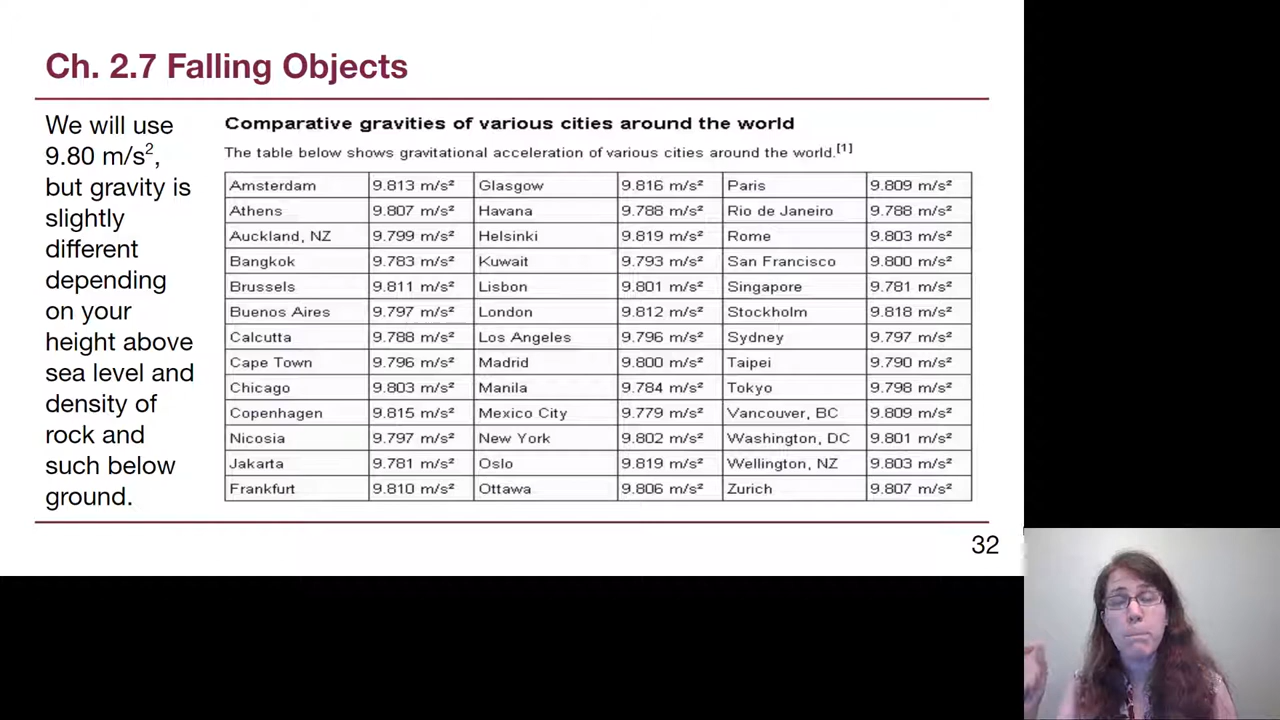 Ch. 2.7 Falling Objects
We will use
9.80 m/s²,
but gravity is
slightly
different
depending
on your
height above
sea level and
density of
rock and
such below
ground.
Comparative gravities of various cities around the world
The table below shows gravitational acceleration of various cities around the world.[1]
Amsterdam 9.813 m/s² Glasgow 9.816 m/s² Paris 9.809 m/s²
Athens 9.807 m/s² Havana 9.788 m/s² Rio de Janeiro 9.788 m/s²
Auckland, NZ 9.799 m/s² Helsinki 9.819 m/s² Rome 9.803 m/s²
Bangkok 9.783 m/s² Kuwait 9.793 m/s² San Francisco 9.800 m/s²
Brussels 9.811 m/s² Lisbon 9.801 m/s² Singapore 9.781 m/s²
Buenos Aires 9.797 m/s² London 9.812 m/s² Stockholm 9.818 m/s²
Calcutta 9.788 m/s² Los Angeles 9.796 m/s² Sydney 9.797 m/s²
Cape Town 9.796 m/s² Madrid 9.800 m/s² Taipei 9.790 m/s²
Chicago 9.803 m/s² Manila 9.784 m/s² Tokyo 9.798 m/s²
Copenhagen 9.815 m/s² Mexico City 9.779 m/s² Vancouver, BC 9.809 m/s²
Nicosia 9.797 m/s² New York 9.802 m/s² Washington, DC 9.801 m/s²
Jakarta 9.781 m/s² Oslo 9.819 m/s² Wellington, NZ 9.803 m/s²
Frankfurt 9.810 m/s² Ottawa 9.806 m/s² Zurich 9.807 m/s²
32